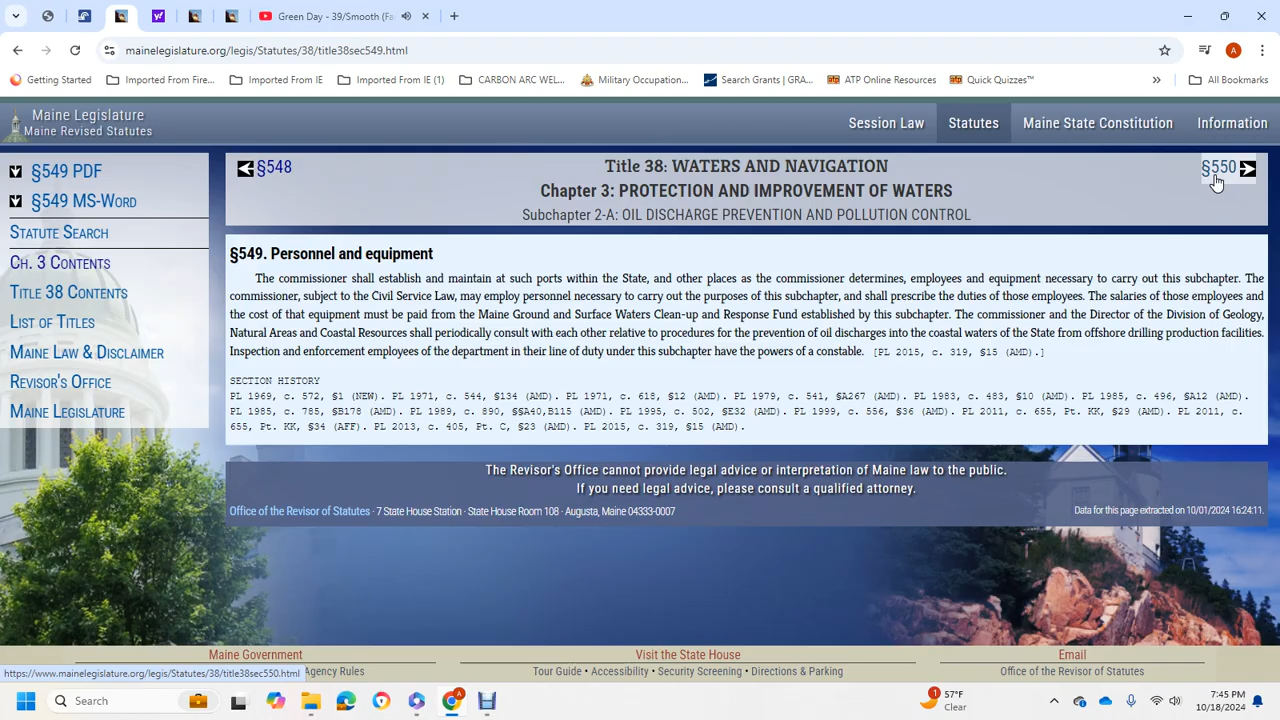 Green Day - 39/Smooth (Fa
mainelegislature.org/legis/Statutes/38/title38sec549.html
A
Getting Started
Imported From Fire...
Imported From IE
Imported From IE (1)
CARBON ARC WEL...
Military Occupation...
Search Grants | GRA...
ATP Online Resources
Quick Quizzes™
»
All Bookmarks
Maine Legislature
Maine Revised Statutes
Session Law
Statutes
Maine State Constitution
Information
§549 PDF
§549 MS-Word
Statute Search
Ch. 3 Contents
Title 38 Contents
List of Titles
Maine Law & Disclaimer
Revisor's Office
Maine Legislature
§548
Title 38: WATERS AND NAVIGATION
§550
Chapter 3: PROTECTION AND IMPROVEMENT OF WATERS
Subchapter 2-A: OIL DISCHARGE PREVENTION AND POLLUTION CONTROL
§549. Personnel and equipment
The commissioner shall establish and maintain at such ports within the State, and other places as the commissioner determines, employees and equipment necessary to carry out this subchapter. The
commissioner, subject to the Civil Service Law, may employ personnel necessary to carry out the purposes of this subchapter, and shall prescribe the duties of those employees. The salaries of those employees and
the cost of that equipment must be paid from the Maine Ground and Surface Waters Clean-up and Response Fund established by this subchapter. The commissioner and the Director of the Division of Geology,
Natural Areas and Coastal Resources shall periodically consult with each other relative to procedures for the prevention of oil discharges into the coastal waters of the State from offshore drilling production facilities.
Inspection and enforcement employees of the department in their line of duty under this subchapter have the powers of a constable. [PL 2015, c. 319, §15 (AMD).]
SECTION HISTORY
PL 1969, c. 572, §1 (NEW). PL 1971, c. 544, §134 (AMD). PL 1971, c. 618, §12 (AMD). PL 1979, c. 541, §A267 (AMD). PL 1983, c. 483, §10 (AMD). PL 1985, c. 496, §A12 (AMD).
PL 1985, c. 785, §B178 (AMD). PL 1989, c. 890, §§A40,B115 (AMD). PL 1995, c. 502, §E32 (AMD). PL 1999, c. 556, §36 (AMD). PL 2011, c. 655, Pt. KK, §29 (AMD). PL 2011, c.
655, Pt. KK, §34 (AFF). PL 2013, c. 405, Pt. C, §23 (AMD). PL 2015, c. 319, §15 (AMD).
The Revisor's Office cannot provide legal advice or interpretation of Maine law to the public.
If you need legal advice, please consult a qualified attorney.
Office of the Revisor of Statutes · 7 State House Station · State House Room 108 · Augusta, Maine 04333-0007
Data for this page extracted on 10/01/2024 16:24:11.
Maine Government
Visit the State House
Email
https://www.mainelegislature.org/legis/Statutes/38/title38sec550.html
Agency Rules
Tour Guide • Accessibility • Security Screening • Directions & Parking
Office of the Revisor of Statutes
Search
1
57°F
Clear
7:45 PM
10/18/2024